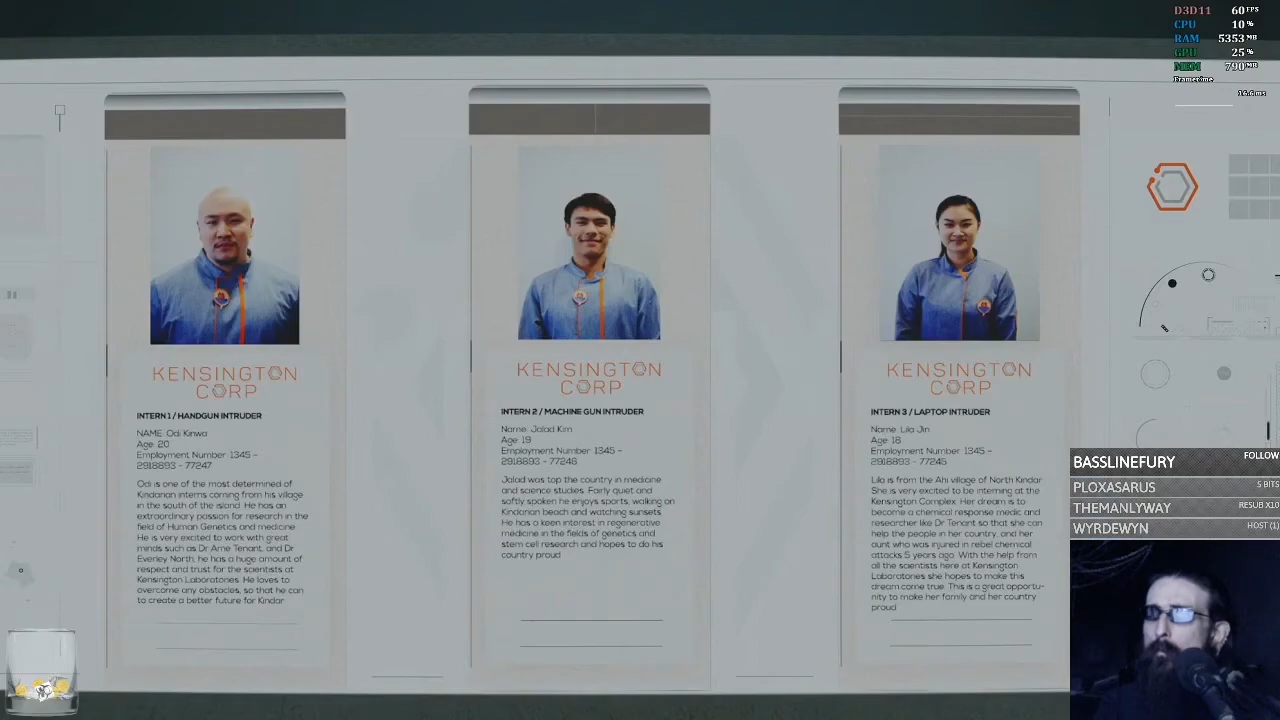 D3D11 60 FPS
CPU 10 %
RAM 5353 MB
GPU 25 %
MEM 790 MB
Frametime
16.6 ms
KENSINGTON
CORP
INTERN 1 / HANDGUN INTRUDER
NAME: Odi Kinwa
Age: 20
Employment Number 1345 –
2918893 - 77247
Odi is one of the most determined of
Kindarian interns coming from his village
in the south of the island. He has an
extraordinary passion for research in the
field of Human Genetics and medicine.
He is very excited to work with great
minds such as Dr Arne Tenant, and Dr
Everley North, he has a huge amount of
respect and trust for the scientists at
Kensington Laboratories. He loves to
overcome any obstacles, so that he can
to create a better future for Kindar
KENSINGTON
CORP
INTERN 2 / MACHINE GUN INTRUDER
Name: Jalad Kim
Age: 19
Employment Number 1345 –
2918893 - 77246
Jalad was top the country in medicine
and science studies. Fairly quiet and
softly spoken he enjoys sports, walking on
Kindarian beach and watching sunsets.
He has a keen interest in regenerative
medicine in the fields of genetics and
stem cell research and hopes to do his
country proud
KENSINGTON
CORP
INTERN 3 / LAPTOP INTRUDER
Name: Lila Jin
Age: 18
Employment Number 1345 –
2918893 - 77245
Lila is from the Ahi village of North Kindar
She is very excited to be interning at the
Kensington Complex. Her dream is to
become a chemical response medic and
researcher like Dr Tenant so that she can
help the people in her country, and her
aunt who was injured in rebel chemical
attacks 5 years ago. With the help from
all the scientists here at Kensington
Laboratories she hopes to make this
dream come true. This is a great opportu-
nity to make her family and her country
proud
BASSLINEFURY FOLLOW
PLOXASARUS 5 BITS
THEMANLYWAY RESUB X10
WYRDEWYN HOST (1)